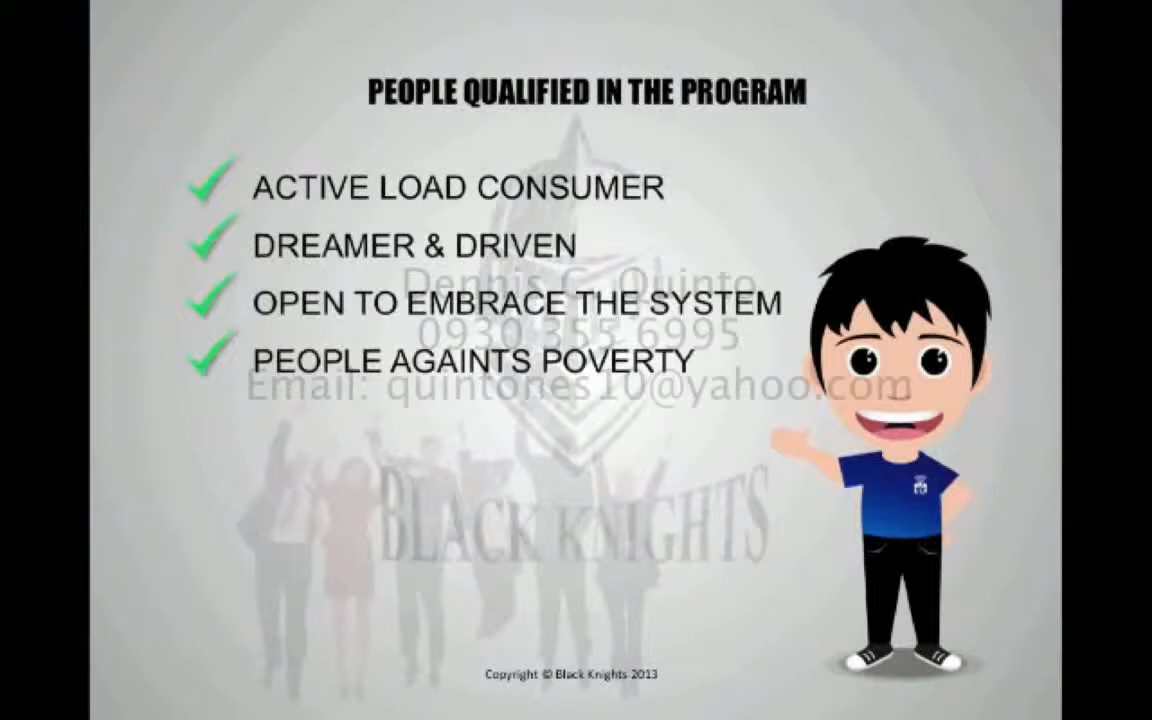 PEOPLE QUALIFIED IN THE PROGRAM
ACTIVE LOAD CONSUMER
DREAMER & DRIVEN
Dennis C. Quinto
OPEN TO EMBRACE THE SYSTEM
0930 355 6995
PEOPLE AGAINTS POVERTY
Email: quintones10@yahoo.com
BLACK KNIGHTS
Copyright © Black Knights 2013